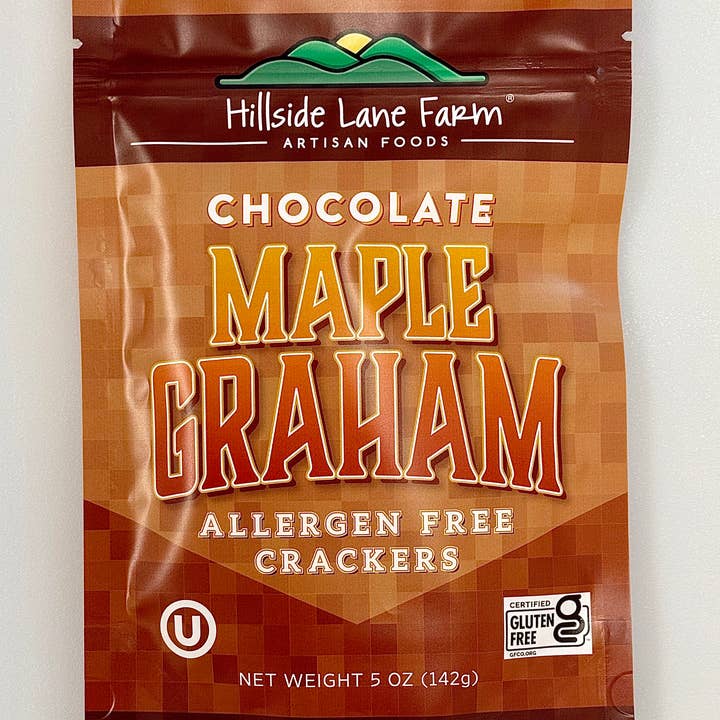 Hillside Lane Farm®
ARTISAN FOODS
CHOCOLATE
MAPLE
GRAHAM
ALLERGEN FREE
CRACKERS
U
CERTIFIED
GLUTEN
FREE
GFCO.ORG
NET WEIGHT 5 OZ (142g)